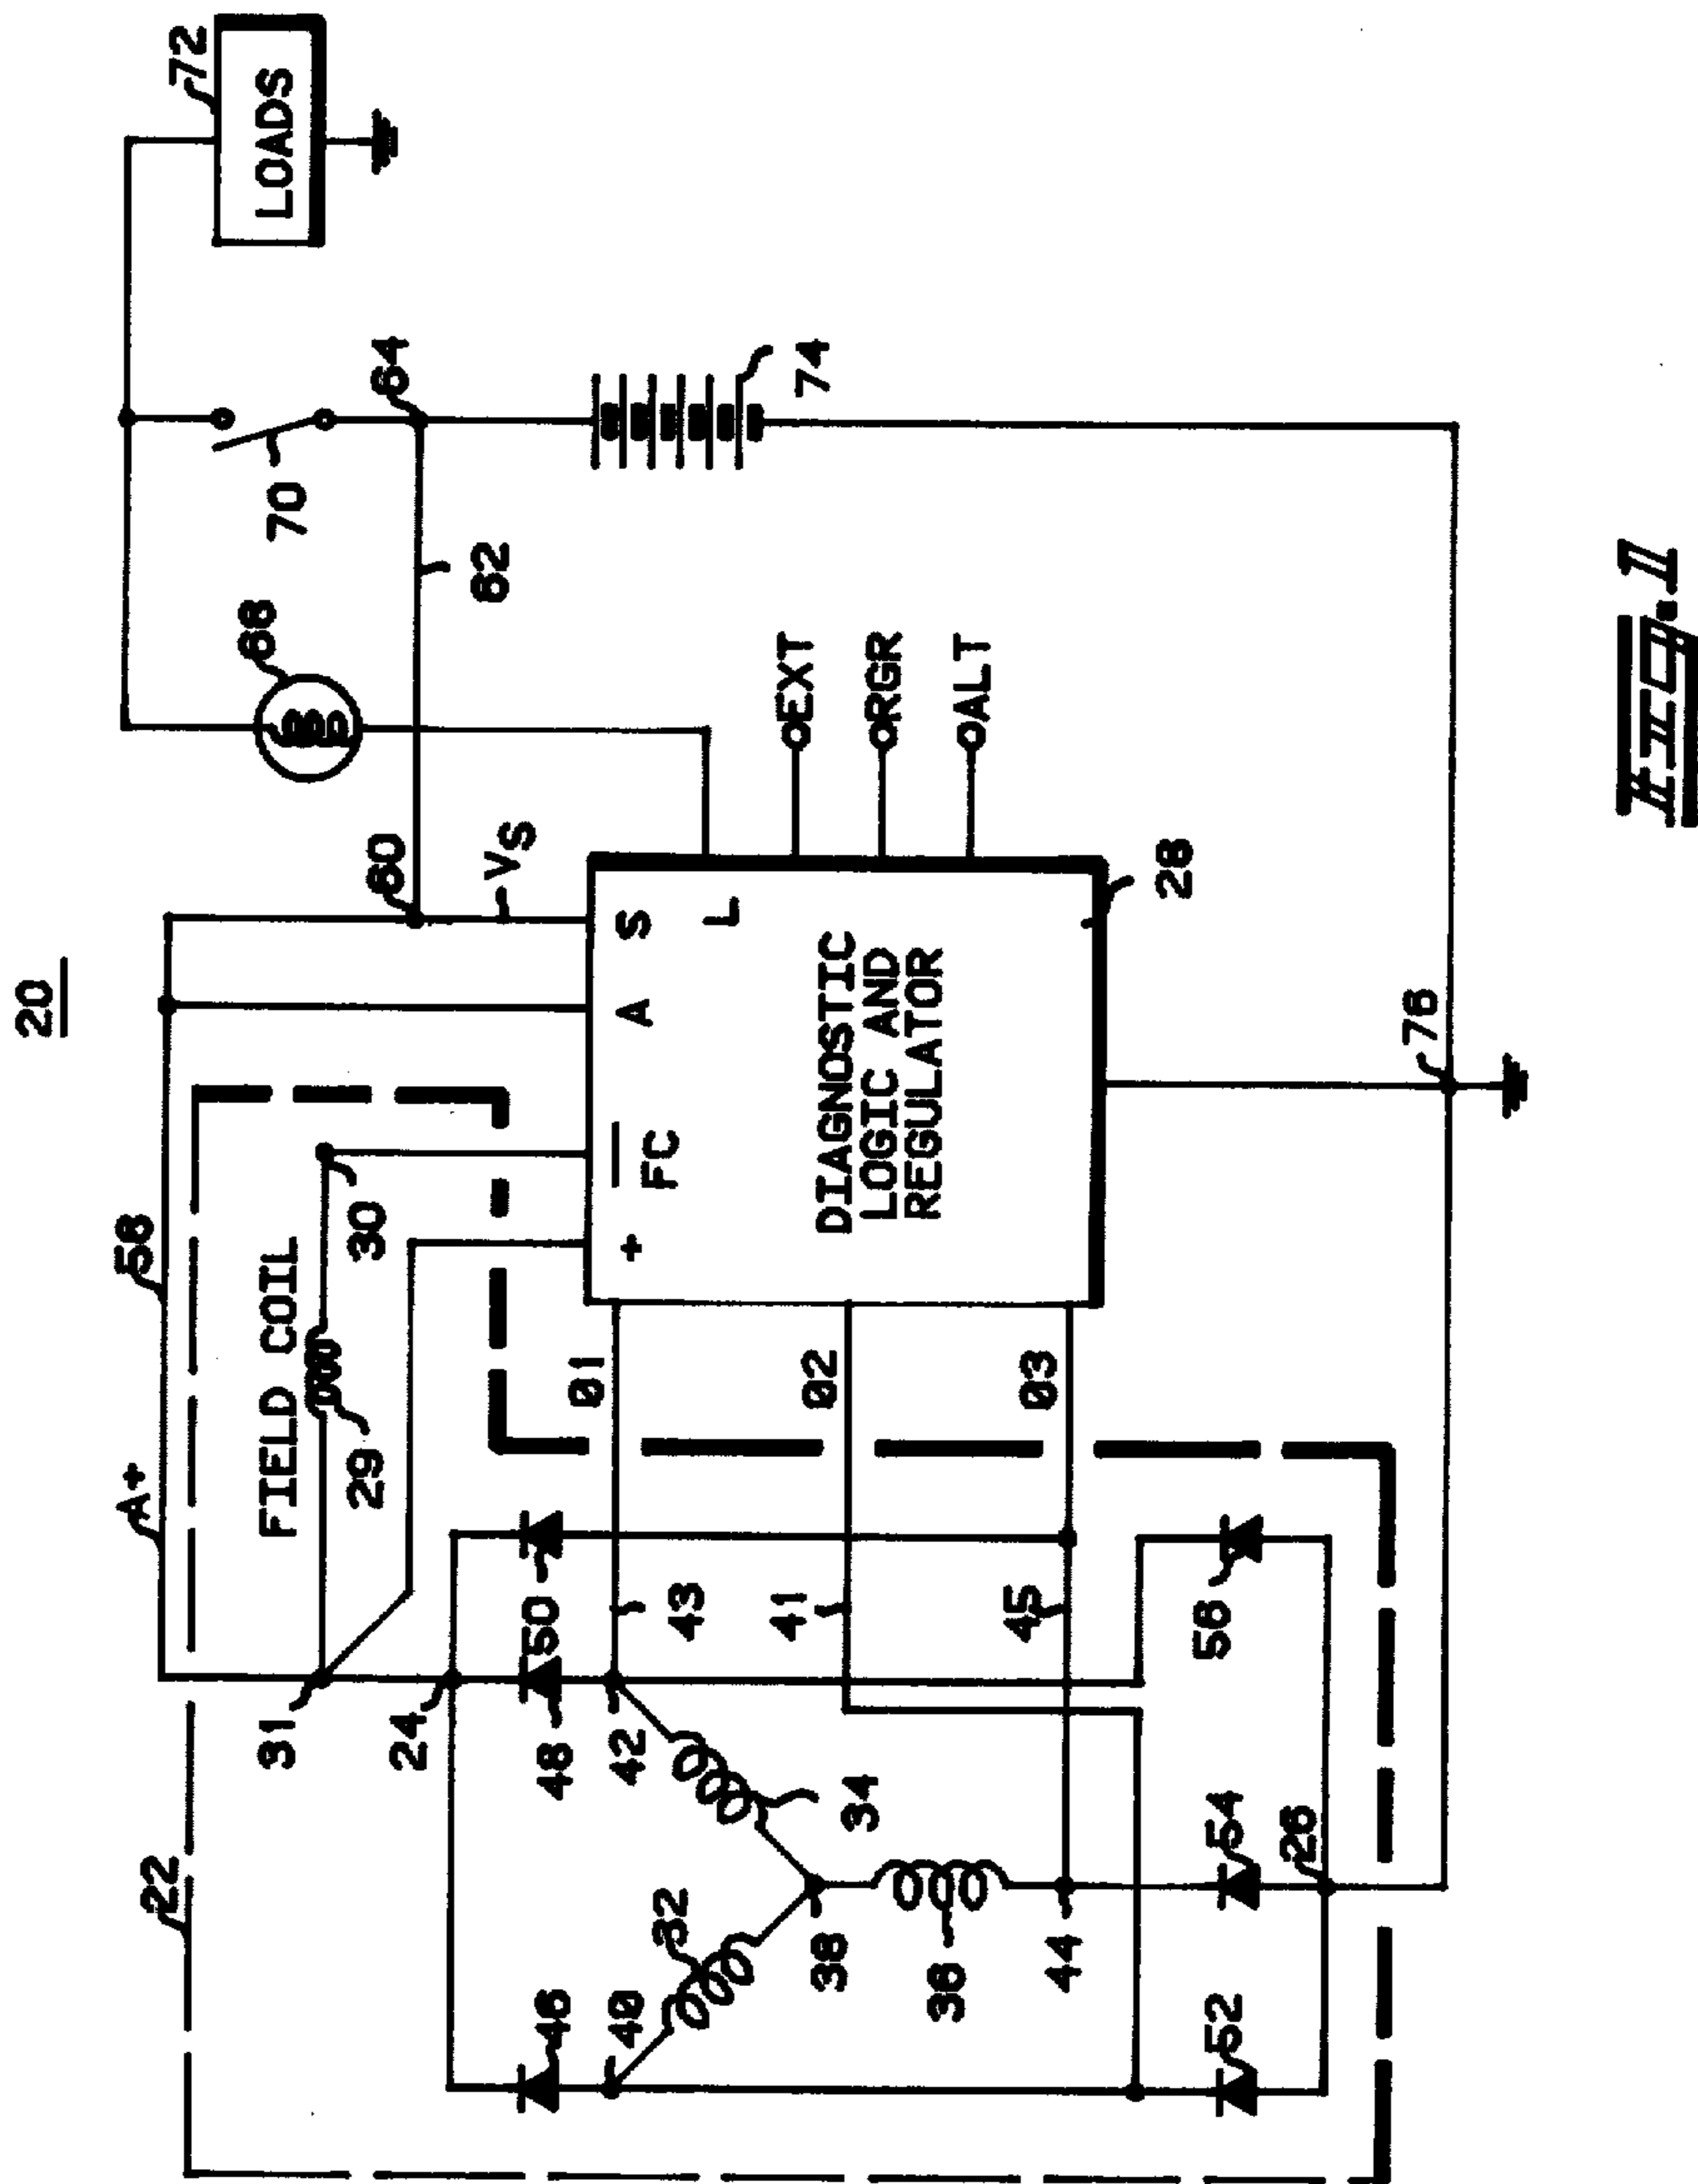 20
22
A+
58
72
LOADS
FIELD COIL
68
31
70
29
30
64
24
60
62
VS
46
48
50
Ø1
+
FC
A
S
74
40
42
32
43
L
EXT
41
Ø2
DIAGNOSTIC
LOGIC AND
REGULATOR
38
34
RGR
36
ALT
44
45
Ø3
28
52
54
56
26
76
Fig. 1